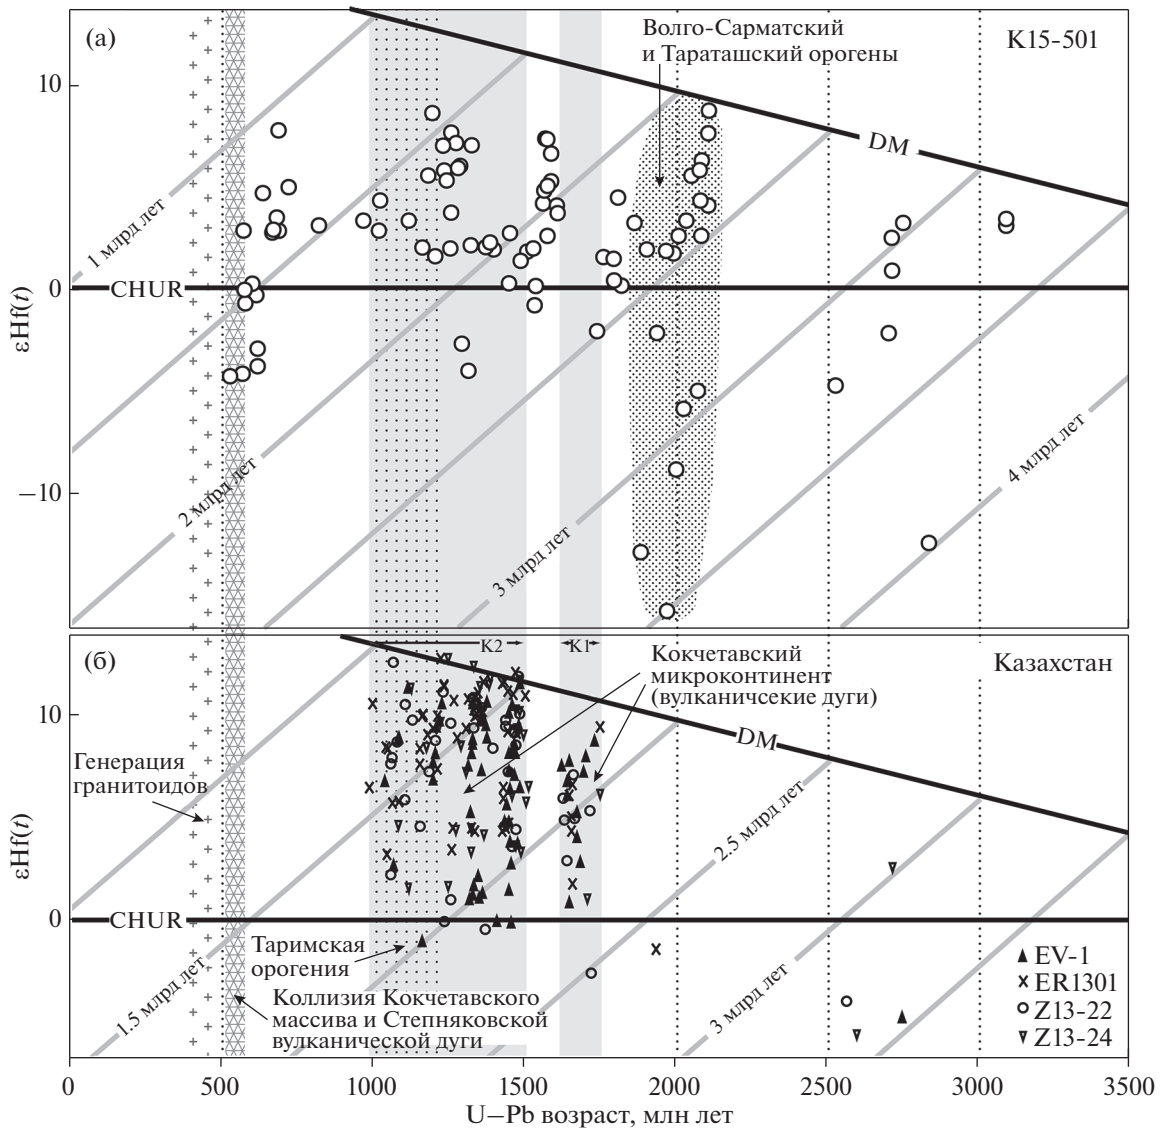 (а)
K15-501
Волго-Сарматский
и Тараташский орогены
10
0
−10
εHf(t)
DM
CHUR
1 млрд лет
2 млрд лет
3 млрд лет
4 млрд лет
(б)
Казахстан
K2
K1
Кокчетавский
микроконтинент
(вулканичсекие дуги)
10
0
εHf(t)
DM
CHUR
Генерация
гранитоидов
2.5 млрд лет
1.5 млрд лет
3 млрд лет
Таримская
орогения
Коллизия Кокчетавского
массива и Степняковской
вулканической дуги
EV-1
ER1301
Z13-22
Z13-24
0 500 1000 1500 2000 2500 3000 3500
U–Pb возраст, млн лет